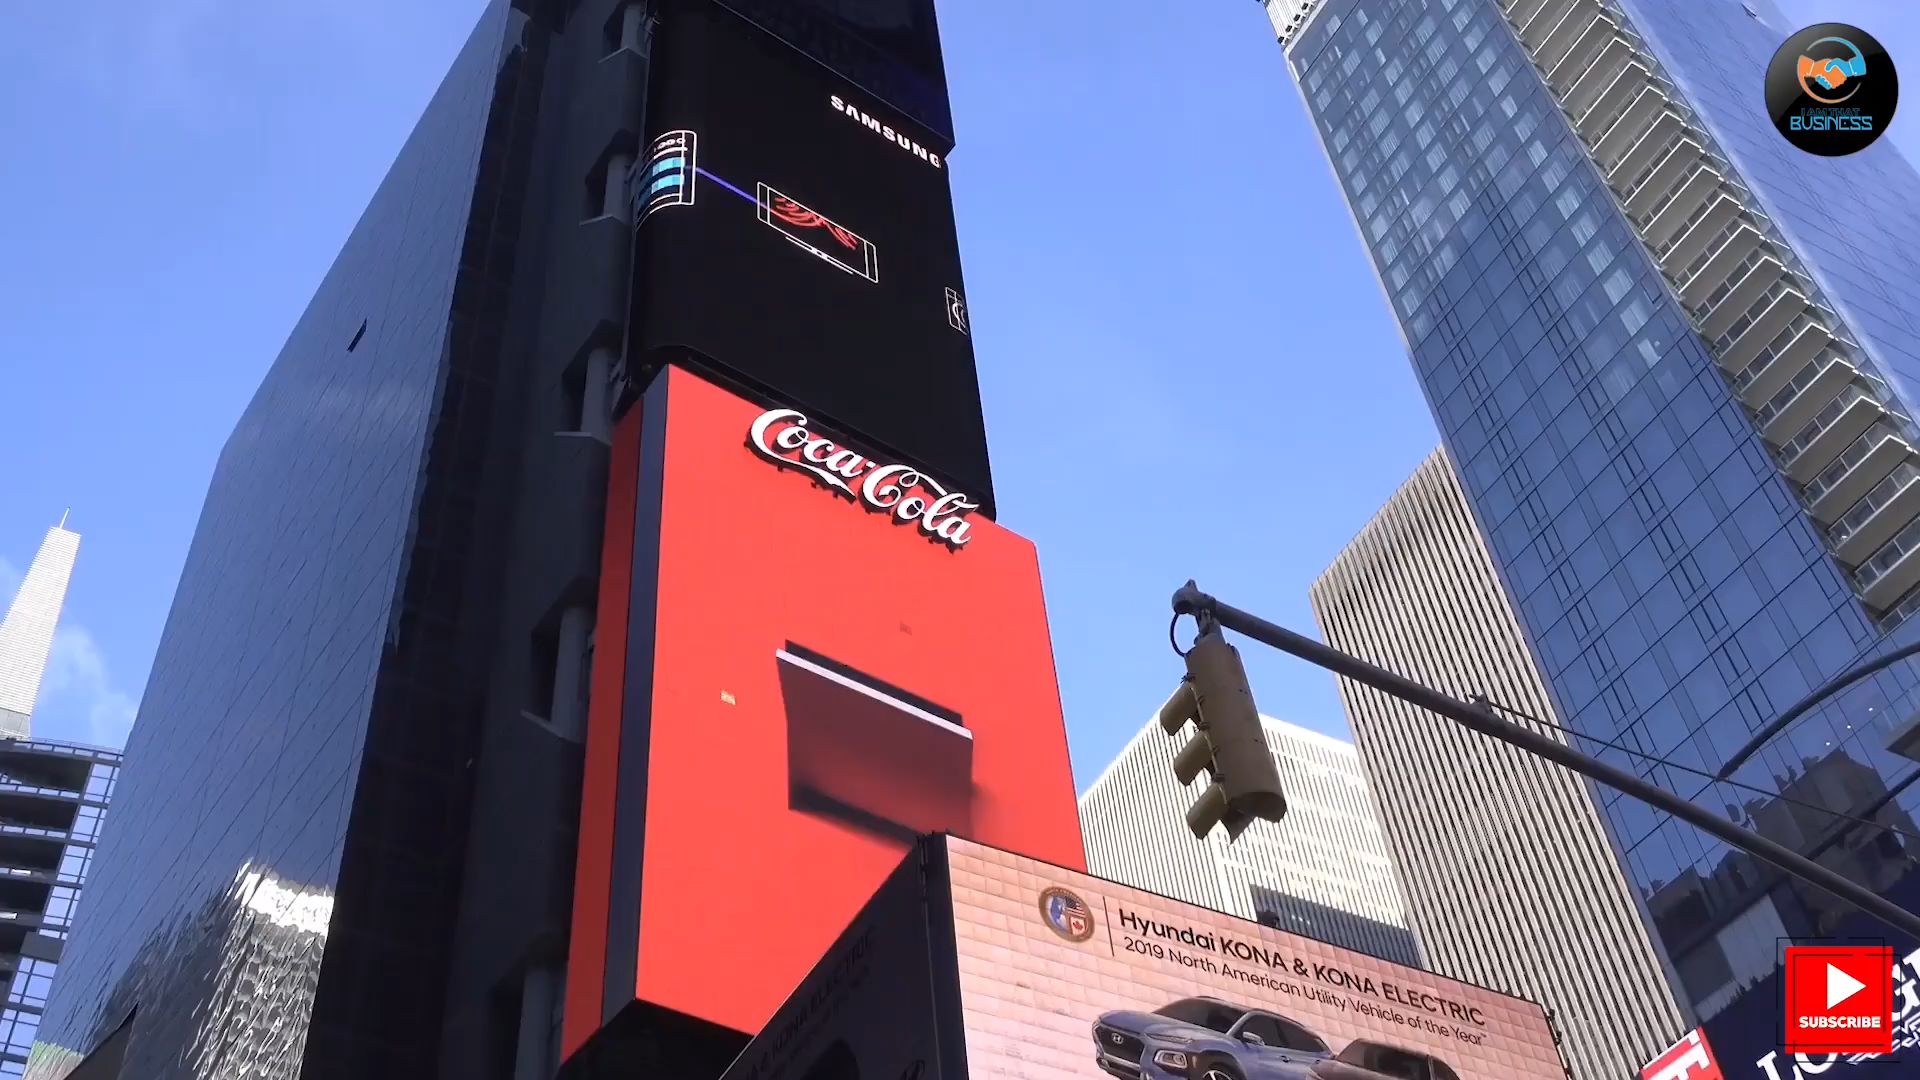 SAMSUNG
Coca-Cola
Hyundai KONA & KONA ELECTRIC
2019 North American Utility Vehicle of the Year
I AM THAT
BUSINESS
SUBSCRIBE